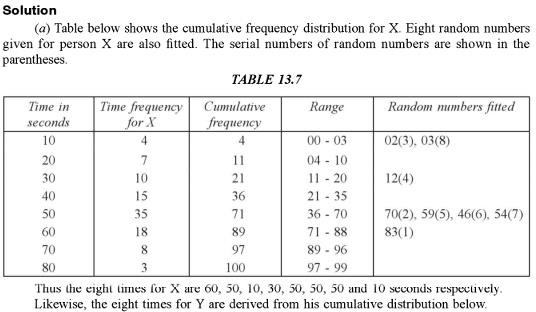 Solution
(a) Table below shows the cumulative frequency distribution for X. Eight random numbers
given for person X are also fitted. The serial numbers of random numbers are shown in the
parentheses.
TABLE 13.7
Time in seconds Time frequency for X Cumulative frequency Range Random numbers fitted
10 4 4 00 - 03 02(3), 03(8)
20 7 11 04 - 10
30 10 21 11 - 20 12(4)
40 15 36 21 - 35
50 35 71 36 - 70 70(2), 59(5), 46(6), 54(7)
60 18 89 71 - 88 83(1)
70 8 97 89 - 96
80 3 100 97 - 99
Thus the eight times for X are 60, 50, 10, 30, 50, 50, 50 and 10 seconds respectively.
Likewise, the eight times for Y are derived from his cumulative distribution below.